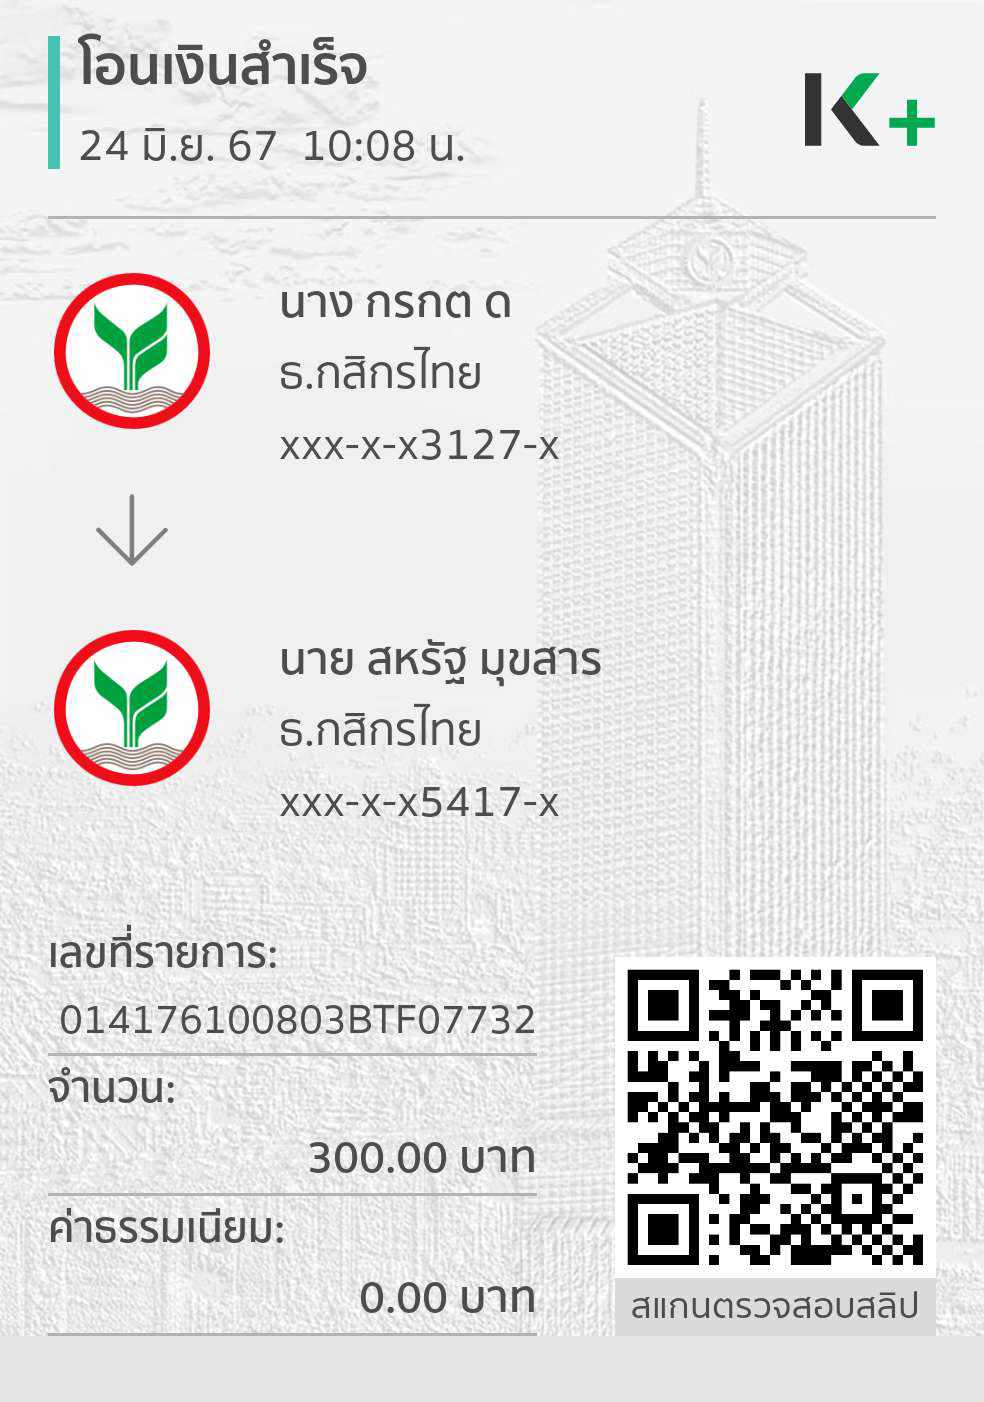 โอนเงินสำเร็จ
24 มิ.ย. 67  10:08 น.
K+
นาง กรกต ด
ธ.กสิกรไทย
xxx-x-x3127-x
นาย สหรัฐ มุขสาร
ธ.กสิกรไทย
xxx-x-x5417-x
เลขที่รายการ:
014176100803BTF07732
จำนวน:
300.00 บาท
ค่าธรรมเนียม:
0.00 บาท
สแกนตรวจสอบสลิป